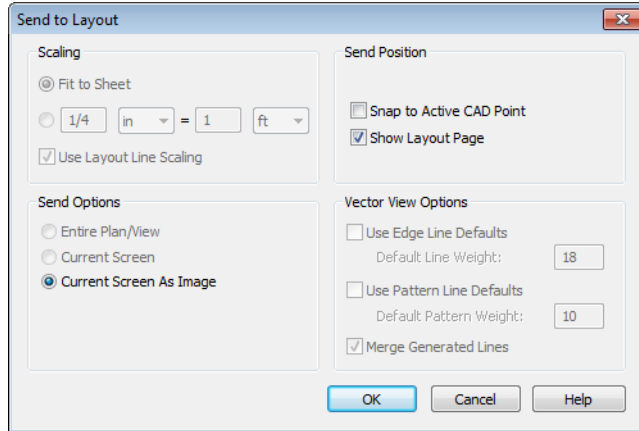 Send to Layout
Scaling
Fit to Sheet
1/4 in = 1 ft
Use Layout Line Scaling
Send Position
Snap to Active CAD Point
Show Layout Page
Send Options
Entire Plan/View
Current Screen
Current Screen As Image
Vector View Options
Use Edge Line Defaults
Default Line Weight: 18
Use Pattern Line Defaults
Default Pattern Weight: 10
Merge Generated Lines
OK Cancel Help